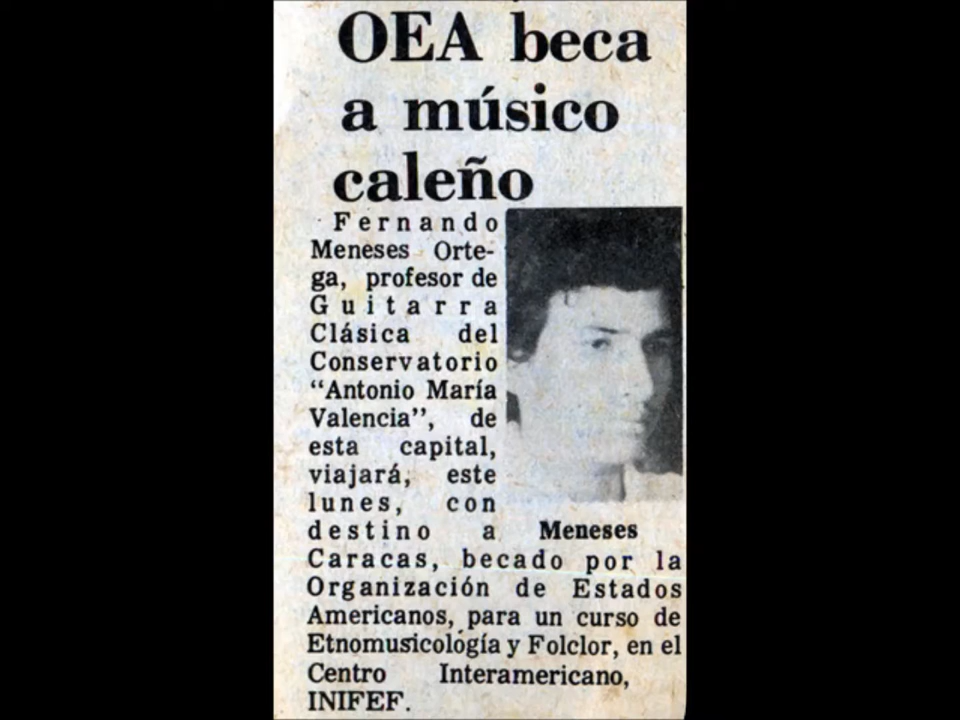 OEA beca
a músico
caleño
Fernando
Meneses Orte-
ga, profesor de
Guitarra
Clásica del
Conservatorio
“Antonio María
Valencia”, de
esta capital,
viajará, este
lunes, con
destino a
Meneses
Caracas, becado por la
Organización de Estados
Americanos, para un curso de
Etnomusicología y Folclor, en el
Centro Interamericano,
INIFEF.